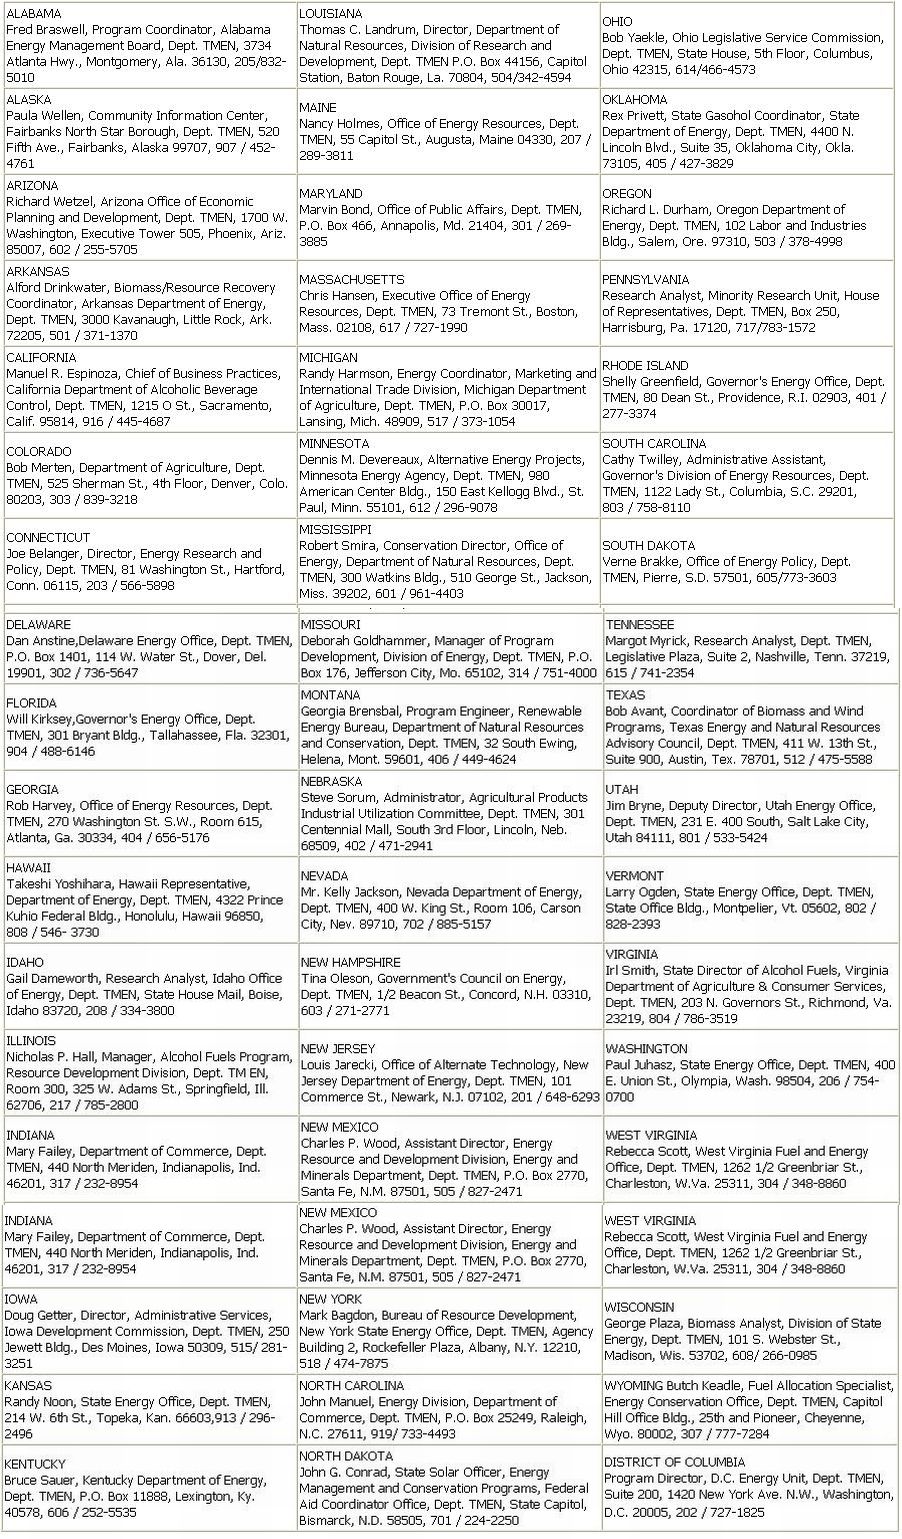 ALABAMA
Fred Braswell, Program Coordinator, Alabama
Energy Management Board, Dept. TMEN, 3734
Atlanta Hwy., Montgomery, Ala. 36130, 205/832-
5010
LOUISIANA
Thomas C. Landrum, Director, Department of
Natural Resources, Division of Research and
Development, Dept. TMEN P.O. Box 44156, Capitol
Station, Baton Rouge, La. 70804, 504/342-4594
OHIO
Bob Yaekle, Ohio Legislative Service Commission,
Dept. TMEN, State House, 5th Floor, Columbus,
Ohio 42315, 614/466-4573
ALASKA
Paula Wellen, Community Information Center,
Fairbanks North Star Borough, Dept. TMEN, 520
Fifth Ave., Fairbanks, Alaska 99707, 907 / 452-
4761
MAINE
Nancy Holmes, Office of Energy Resources, Dept.
TMEN, 55 Capitol St., Augusta, Maine 04330, 207 /
289-3811
OKLAHOMA
Rex Privett, State Gasohol Coordinator, State
Department of Energy, Dept. TMEN, 4400 N.
Lincoln Blvd., Suite 35, Oklahoma City, Okla.
73105, 405 / 427-3829
ARIZONA
Richard Wetzel, Arizona Office of Economic
Planning and Development, Dept. TMEN, 1700 W.
Washington, Executive Tower 505, Phoenix, Ariz.
85007, 602 / 255-5705
MARYLAND
Marvin Bond, Office of Public Affairs, Dept. TMEN,
P.O. Box 466, Annapolis, Md. 21404, 301 / 269-
3885
OREGON
Richard L. Durham, Oregon Department of
Energy, Dept. TMEN, 102 Labor and Industries
Bldg., Salem, Ore. 97310, 503 / 378-4998
ARKANSAS
Alford Drinkwater, Biomass/Resource Recovery
Coordinator, Arkansas Department of Energy,
Dept. TMEN, 3000 Kavanaugh, Little Rock, Ark.
72205, 501 / 371-1370
MASSACHUSETTS
Chris Hansen, Executive Office of Energy
Resources, Dept. TMEN, 73 Tremont St., Boston,
Mass. 02108, 617 / 727-1990
PENNSYLVANIA
Research Analyst, Minority Research Unit, House
of Representatives, Dept. TMEN, Box 250,
Harrisburg, Pa. 17120, 717/783-1572
CALIFORNIA
Manuel R. Espinoza, Chief of Business Practices,
California Department of Alcoholic Beverage
Control, Dept. TMEN, 1215 O St., Sacramento,
Calif. 95814, 916 / 445-4687
MICHIGAN
Randy Harmson, Energy Coordinator, Marketing and
International Trade Division, Michigan Department
of Agriculture, Dept. TMEN, P.O. Box 30017,
Lansing, Mich. 48909, 517 / 373-1054
RHODE ISLAND
Shelly Greenfield, Governor's Energy Office, Dept.
TMEN, 80 Dean St., Providence, R.I. 02903, 401 /
277-3374
COLORADO
Bob Merten, Department of Agriculture, Dept.
TMEN, 525 Sherman St., 4th Floor, Denver, Colo.
80203, 303 / 839-3218
MINNESOTA
Dennis M. Devereaux, Alternative Energy Projects,
Minnesota Energy Agency, Dept. TMEN, 980
American Center Bldg., 150 East Kellogg Blvd., St.
Paul, Minn. 55101, 612 / 296-9078
SOUTH CAROLINA
Cathy Twilley, Administrative Assistant,
Governor's Division of Energy Resources, Dept.
TMEN, 1122 Lady St., Columbia, S.C. 29201,
803 / 758-8110
CONNECTICUT
Joe Belanger, Director, Energy Research and
Policy, Dept. TMEN, 81 Washington St., Hartford,
Conn. 06115, 203 / 566-5898
MISSISSIPPI
Robert Smira, Conservation Director, Office of
Energy, Department of Natural Resources, Dept.
TMEN, 300 Watkins Bldg., 510 George St., Jackson,
Miss. 39202, 601 / 961-4403
SOUTH DAKOTA
Verne Brakke, Office of Energy Policy, Dept.
TMEN, Pierre, S.D. 57501, 605/773-3603
DELAWARE
Dan Anstine,Delaware Energy Office, Dept. TMEN,
P.O. Box 1401, 114 W. Water St., Dover, Del.
19901, 302 / 736-5647
MISSOURI
Deborah Goldhammer, Manager of Program
Development, Division of Energy, Dept. TMEN, P.O.
Box 176, Jefferson City, Mo. 65102, 314 / 751-4000
TENNESSEE
Margot Myrick, Research Analyst, Dept. TMEN,
Legislative Plaza, Suite 2, Nashville, Tenn. 37219,
615 / 741-2354
FLORIDA
Will Kirksey,Governor's Energy Office, Dept.
TMEN, 301 Bryant Bldg., Tallahassee, Fla. 32301,
904 / 488-6146
MONTANA
Georgia Brensbal, Program Engineer, Renewable
Energy Bureau, Department of Natural Resources
and Conservation, Dept. TMEN, 32 South Ewing,
Helena, Mont. 59601, 406 / 449-4624
TEXAS
Bob Avant, Coordinator of Biomass and Wind
Programs, Texas Energy and Natural Resources
Advisory Council, Dept. TMEN, 411 W. 13th St.,
Suite 900, Austin, Tex. 78701, 512 / 475-5588
GEORGIA
Rob Harvey, Office of Energy Resources, Dept.
TMEN, 270 Washington St. S.W., Room 615,
Atlanta, Ga. 30334, 404 / 656-5176
NEBRASKA
Steve Sorum, Administrator, Agricultural Products
Industrial Utilization Committee, Dept. TMEN, 301
Centennial Mall, South 3rd Floor, Lincoln, Neb.
68509, 402 / 471-2941
UTAH
Jim Bryne, Deputy Director, Utah Energy Office,
Dept. TMEN, 231 E. 400 South, Salt Lake City,
Utah 84111, 801 / 533-5424
HAWAII
Takeshi Yoshihara, Hawaii Representative,
Department of Energy, Dept. TMEN, 4322 Prince
Kuhio Federal Bldg., Honolulu, Hawaii 96850,
808 / 546- 3730
NEVADA
Mr. Kelly Jackson, Nevada Department of Energy,
Dept. TMEN, 400 W. King St., Room 106, Carson
City, Nev. 89710, 702 / 885-5157
VERMONT
Larry Ogden, State Energy Office, Dept. TMEN,
State Office Bldg., Montpelier, Vt. 05602, 802 /
828-2393
IDAHO
Gail Dameworth, Research Analyst, Idaho Office
of Energy, Dept. TMEN, State House Mail, Boise,
Idaho 83720, 208 / 334-3800
NEW HAMPSHIRE
Tina Oleson, Government's Council on Energy,
Dept. TMEN, 1/2 Beacon St., Concord, N.H. 03310,
603 / 271-2771
VIRGINIA
Irl Smith, State Director of Alcohol Fuels, Virginia
Department of Agriculture & Consumer Services,
Dept. TMEN, 203 N. Governors St., Richmond, Va.
23219, 804 / 786-3519
ILLINOIS
Nicholas P. Hall, Manager, Alcohol Fuels Program,
Resource Development Division, Dept. TM EN,
Room 300, 325 W. Adams St., Springfield, Ill.
62706, 217 / 785-2800
NEW JERSEY
Louis Jarecki, Office of Alternate Technology, New
Jersey Department of Energy, Dept. TMEN, 101
Commerce St., Newark, N.J. 07102, 201 / 648-6293
WASHINGTON
Paul Juhasz, State Energy Office, Dept. TMEN, 400
E. Union St., Olympia, Wash. 98504, 206 / 754-
0700
INDIANA
Mary Failey, Department of Commerce, Dept.
TMEN, 440 North Meriden, Indianapolis, Ind.
46201, 317 / 232-8954
NEW MEXICO
Charles P. Wood, Assistant Director, Energy
Resource and Development Division, Energy and
Minerals Department, Dept. TMEN, P.O. Box 2770,
Santa Fe, N.M. 87501, 505 / 827-2471
WEST VIRGINIA
Rebecca Scott, West Virginia Fuel and Energy
Office, Dept. TMEN, 1262 1/2 Greenbriar St.,
Charleston, W.Va. 25311, 304 / 348-8860
INDIANA
Mary Failey, Department of Commerce, Dept.
TMEN, 440 North Meriden, Indianapolis, Ind.
46201, 317 / 232-8954
NEW MEXICO
Charles P. Wood, Assistant Director, Energy
Resource and Development Division, Energy and
Minerals Department, Dept. TMEN, P.O. Box 2770,
Santa Fe, N.M. 87501, 505 / 827-2471
WEST VIRGINIA
Rebecca Scott, West Virginia Fuel and Energy
Office, Dept. TMEN, 1262 1/2 Greenbriar St.,
Charleston, W.Va. 25311, 304 / 348-8860
IOWA
Doug Getter, Director, Administrative Services,
Iowa Development Commission, Dept. TMEN, 250
Jewett Bldg., Des Moines, Iowa 50309, 515/ 281-
3251
NEW YORK
Mark Bagdon, Bureau of Resource Development,
New York State Energy Office, Dept. TMEN, Agency
Building 2, Rockefeller Plaza, Albany, N.Y. 12210,
518 / 474-7875
WISCONSIN
George Plaza, Biomass Analyst, Division of State
Energy, Dept. TMEN, 101 S. Webster St.,
Madison, Wis. 53702, 608/ 266-0985
KANSAS
Randy Noon, State Energy Office, Dept. TMEN,
214 W. 6th St., Topeka, Kan. 66603,913 / 296-
2496
NORTH CAROLINA
John Manuel, Energy Division, Department of
Commerce, Dept. TMEN, P.O. Box 25249, Raleigh,
N.C. 27611, 919/ 733-4493
WYOMING Butch Keadle, Fuel Allocation Specialist,
Energy Conservation Office, Dept. TMEN, Capitol
Hill Office Bldg., 25th and Pioneer, Cheyenne,
Wyo. 80002, 307 / 777-7284
KENTUCKY
Bruce Sauer, Kentucky Department of Energy,
Dept. TMEN, P.O. Box 11888, Lexington, Ky.
40578, 606 / 252-5535
NORTH DAKOTA
John G. Conrad, State Solar Officer, Energy
Management and Conservation Programs, Federal
Aid Coordinator Office, Dept. TMEN, State Capitol,
Bismarck, N.D. 58505, 701 / 224-2250
DISTRICT OF COLUMBIA
Program Director, D.C. Energy Unit, Dept. TMEN,
Suite 200, 1420 New York Ave. N.W., Washington,
D.C. 20005, 202 / 727-1825